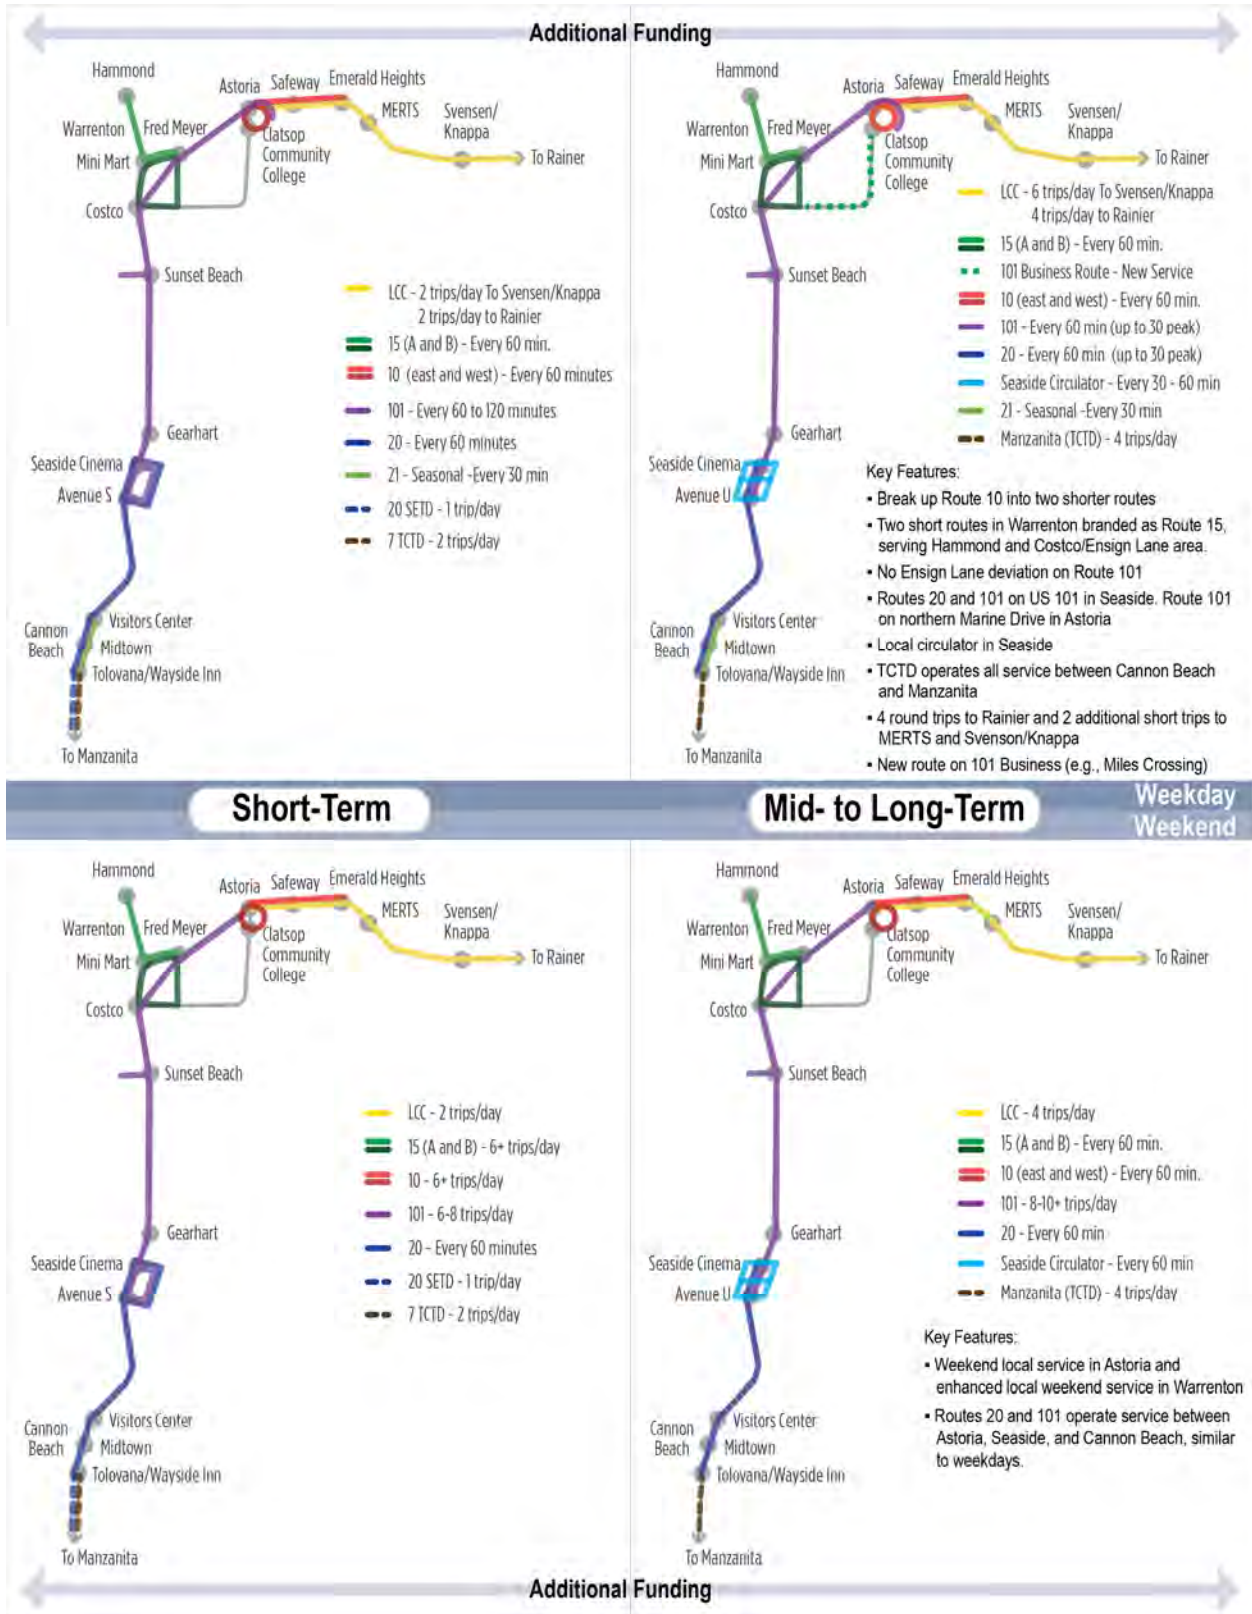 Additional Funding
Hammond
Astoria
Safeway
Emerald Heights
MERTS
Svensen/
Knappa
Warrenton
Fred Meyer
Clatsop
Community
College
Mini Mart
To Rainer
Costco
Sunset Beach
LCC - 2 trips/day To Svensen/Knappa
2 trips/day to Rainier
15 (A and B) - Every 60 min.
10 (east and west) - Every 60 minutes
101 - Every 60 to 120 minutes
20 - Every 60 minutes
21 - Seasonal -Every 30 min
20 SETD - 1 trip/day
7 TCTD - 2 trips/day
Gearhart
Seaside Cinema
Avenue S
Visitors Center
Cannon
Beach
Midtown
Tolovana/Wayside Inn
To Manzanita
Hammond
Astoria
Safeway
Emerald Heights
MERTS
Svensen/
Knappa
Warrenton
Fred Meyer
Clatsop
Community
College
Mini Mart
To Rainier
Costco
LCC - 6 trips/day To Svensen/Knappa
4 trips/day to Rainier
15 (A and B) - Every 60 min.
101 Business Route - New Service
10 (east and west) - Every 60 min.
101 - Every 60 min (up to 30 peak)
20 - Every 60 min (up to 30 peak)
Seaside Circulator - Every 30 - 60 min
21 - Seasonal -Every 30 min
Manzanita (TCTD) - 4 trips/day
Sunset Beach
Gearhart
Seaside Cinema
Avenue U
Visitors Center
Cannon
Beach
Midtown
Tolovana/Wayside Inn
To Manzanita
Key Features:
▪ Break up Route 10 into two shorter routes
▪ Two short routes in Warrenton branded as Route 15,
serving Hammond and Costco/Ensign Lane area.
▪ No Ensign Lane deviation on Route 101
▪ Routes 20 and 101 on US 101 in Seaside. Route 101
on northern Marine Drive in Astoria
▪ Local circulator in Seaside
▪ TCTD operates all service between Cannon Beach
and Manzanita
▪ 4 round trips to Rainier and 2 additional short trips to
MERTS and Svenson/Knappa
▪ New route on 101 Business (e.g., Miles Crossing)
Short-Term
Mid- to Long-Term
Weekday
Weekend
Hammond
Astoria
Safeway
Emerald Heights
MERTS
Svensen/
Knappa
Warrenton
Fred Meyer
Clatsop
Community
College
Mini Mart
To Rainer
Costco
Sunset Beach
LCC - 2 trips/day
15 (A and B) - 6+ trips/day
10 - 6+ trips/day
101 - 6-8 trips/day
20 - Every 60 minutes
20 SETD - 1 trip/day
7 TCTD - 2 trips/day
Gearhart
Seaside Cinema
Avenue S
Visitors Center
Cannon
Beach
Midtown
Tolovana/Wayside Inn
To Manzanita
Hammond
Astoria
Safeway
Emerald Heights
MERTS
Svensen/
Knappa
Warrenton
Fred Meyer
Clatsop
Community
College
Mini Mart
To Rainier
Costco
Sunset Beach
LCC - 4 trips/day
15 (A and B) - Every 60 min.
10 (east and west) - Every 60 min.
101 - 8-10+ trips/day
20 - Every 60 min
Seaside Circulator - Every 60 min
Manzanita (TCTD) - 4 trips/day
Gearhart
Seaside Cinema
Avenue U
Visitors Center
Cannon
Beach
Midtown
Tolovana/Wayside Inn
To Manzanita
Key Features:
▪ Weekend local service in Astoria and
enhanced local weekend service in Warrenton
▪ Routes 20 and 101 operate service between
Astoria, Seaside, and Cannon Beach, similar
to weekdays.
Additional Funding